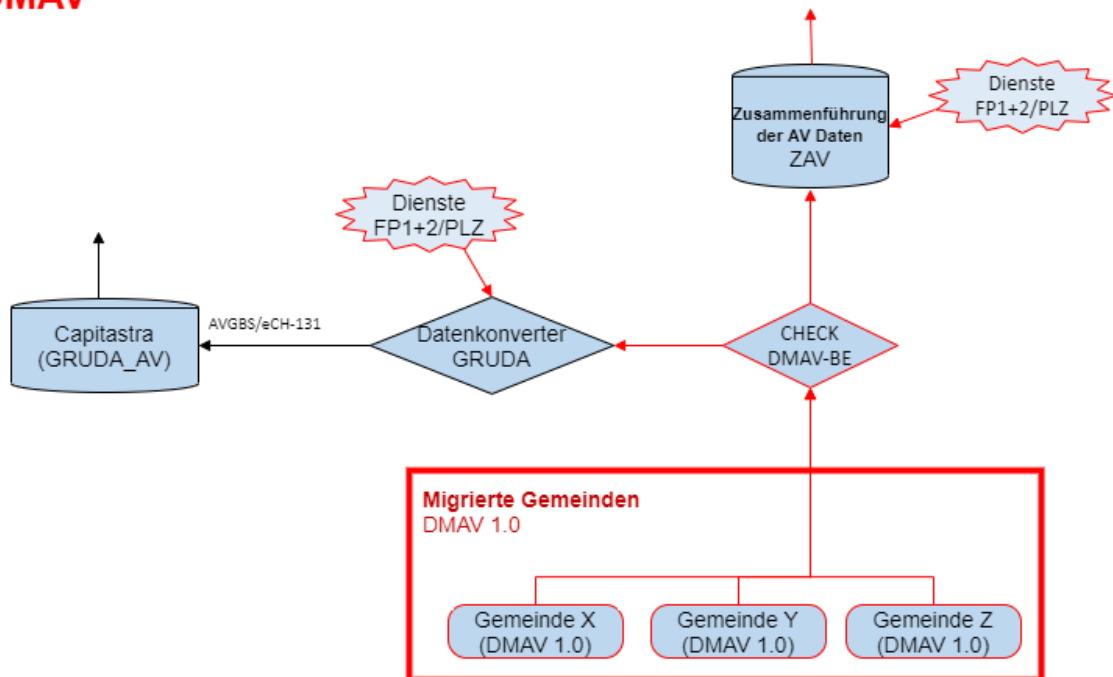 DMAV
Dienste
FP1+2/PLZ
Zusammenführung
der AV Daten
ZAV
Dienste
FP1+2/PLZ
Capitastra
(GRUDA_AV)
AVGBS/eCH-131
Datenkonverter
GRUDA
CHECK
DMAV-BE
Migrierte Gemeinden
DMAV 1.0
Gemeinde X
(DMAV 1.0)
Gemeinde Y
(DMAV 1.0)
Gemeinde Z
(DMAV 1.0)